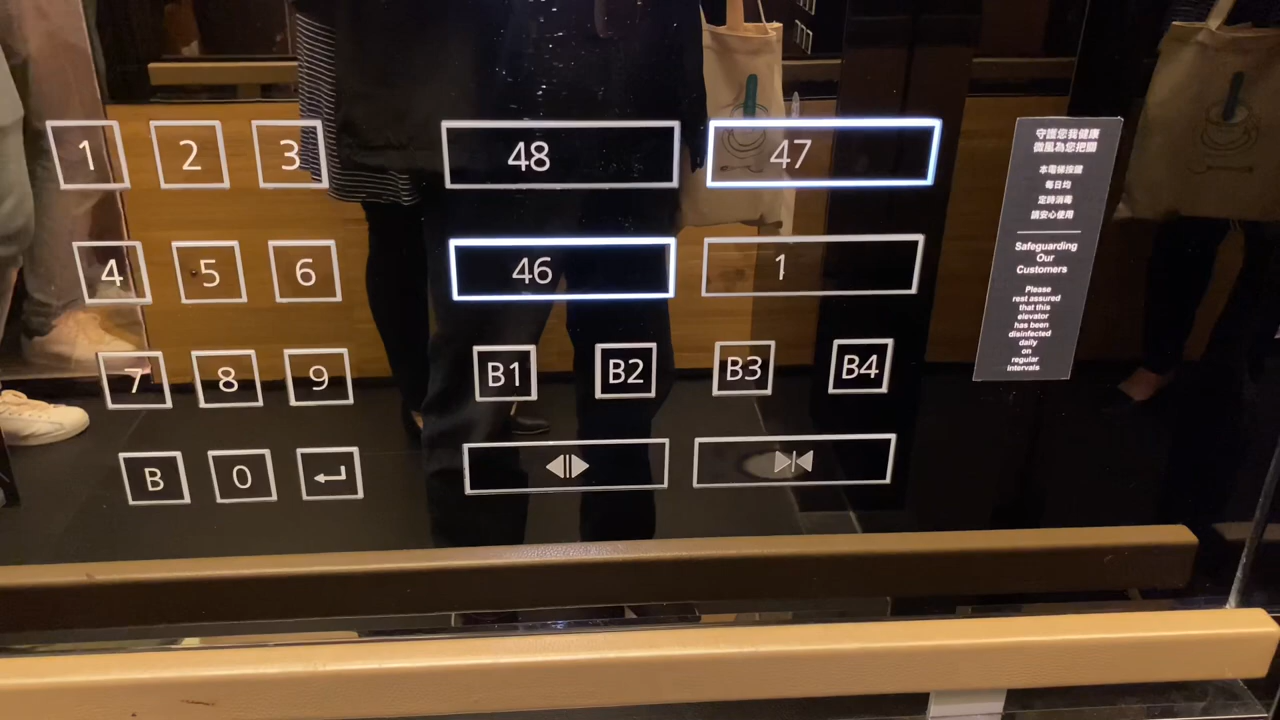 1 2 3
4 5 6
7 8 9
B 0
48 47
46 1
B1 B2 B3 B4
守護您我健康
微風為您把關
本電梯按鍵
每日均
定時消毒
請安心使用
Safeguarding
Our
Customers
Please
rest assured
that this
elevator
has been
disinfected
daily
on
regular
intervals